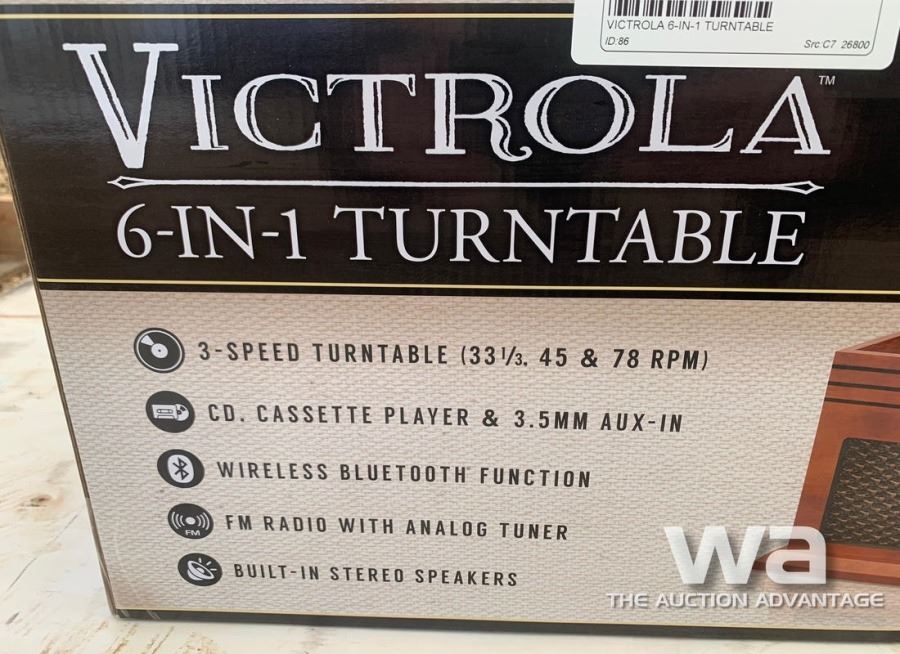 VICTROLA 6-IN-1 TURNTABLE
ID:86 Src:C7 26800
VICTROLA™
6-IN-1 TURNTABLE
3-SPEED TURNTABLE (33 1/3, 45 & 78 RPM)
CD, CASSETTE PLAYER & 3.5MM AUX-IN
WIRELESS BLUETOOTH FUNCTION
FM
FM RADIO WITH ANALOG TUNER
BUILT-IN STEREO SPEAKERS
wa
THE AUCTION ADVANTAGE